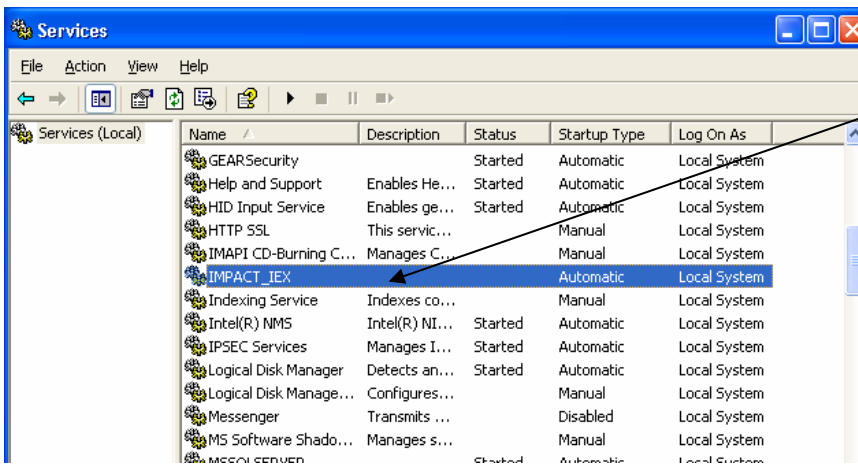 Services
File Action View Help
Services (Local)
Name Description Status Startup Type Log On As
GEARSecurity Started Automatic Local System
Help and Support Enables He... Started Automatic Local System
HID Input Service Enables ge... Started Automatic Local System
HTTP SSL This servic... Manual Local System
IMAPI CD-Burning C... Manages C... Manual Local System
IMPACT_IEX Automatic Local System
Indexing Service Indexes co... Manual Local System
Intel(R) NMS Intel(R) NI... Started Automatic Local System
IPSEC Services Manages I... Started Automatic Local System
Logical Disk Manager Detects an... Started Automatic Local System
Logical Disk Manage... Configures... Manual Local System
Messenger Transmits ... Disabled Local System
MS Software Shado... Manages s... Manual Local System
MSSQLSERVER Started Automatic Local System